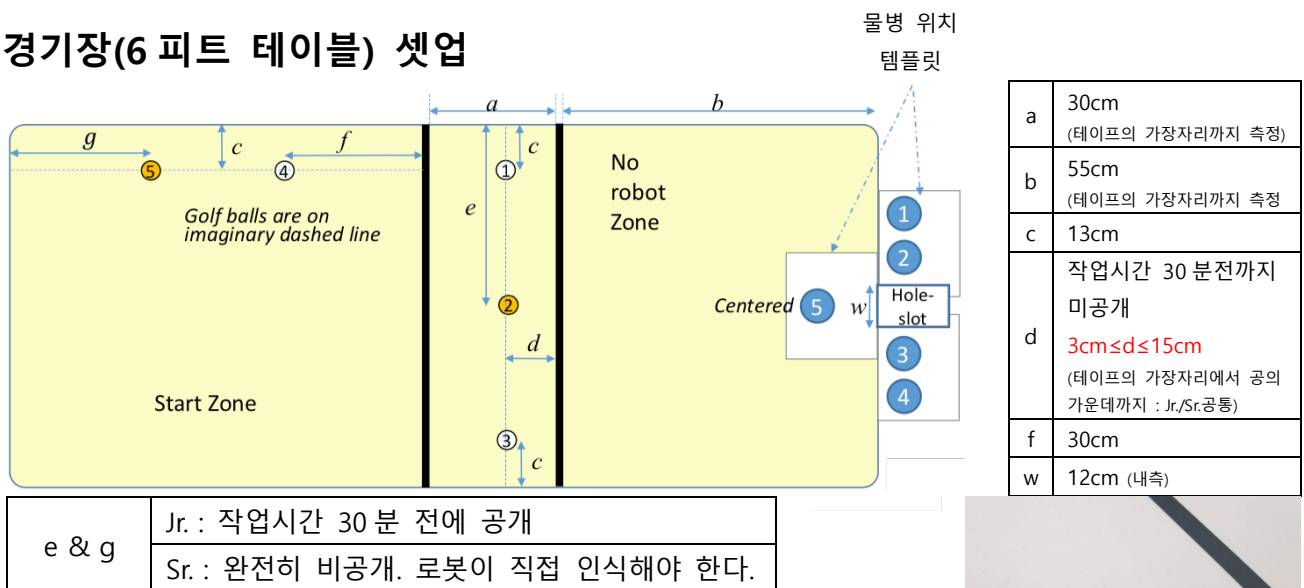 경기장(6 피트 테이블) 셋업
물병 위치
템플릿
a
b
g
c
f
c
5
4
1
e
No
robot
Zone
Golf balls are on
imaginary dashed line
1
2
2
Centered
5
w
Hole-
slot
d
3
4
Start Zone
3
c
a
30cm
(테이프의 가장자리까지 측정)
b
55cm
(테이프의 가장자리까지 측정
c
13cm
d
작업시간 30 분전까지
미공개
3cm≤d≤15cm
(테이프의 가장자리에서 공의
가운데까지 : Jr./Sr.공통)
f
30cm
w
12cm (내측)
e & g
Jr. : 작업시간 30 분 전에 공개
Sr. : 완전히 비공개. 로봇이 직접 인식해야 한다.